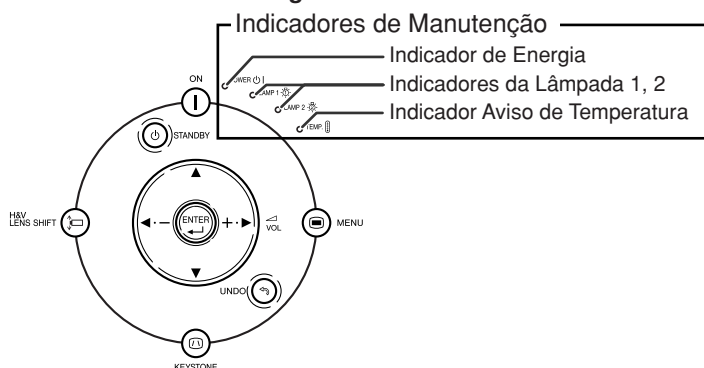 Indicadores de Manutenção
Indicador de Energia
Indicadores da Lâmpada 1, 2
Indicador Aviso de Temperatura
ON
LAMP 1
LAMP 2
TEMP.
STANDBY
H&V
LENS SHIFT
ENTER
VOL
MENU
UNDO
KEYSTONE